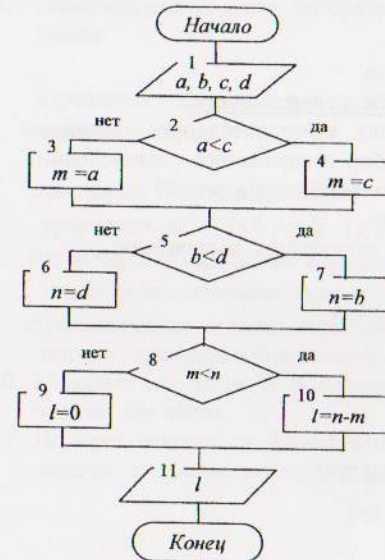 Начало
1
a, b, c, d
нет 2 да
a<c
3 4
m =a m =c
5
нет да
b<d
6 7
n=d n=b
нет 8 да
m<n
9 10
l=0 l=n-m
11
l
Конец